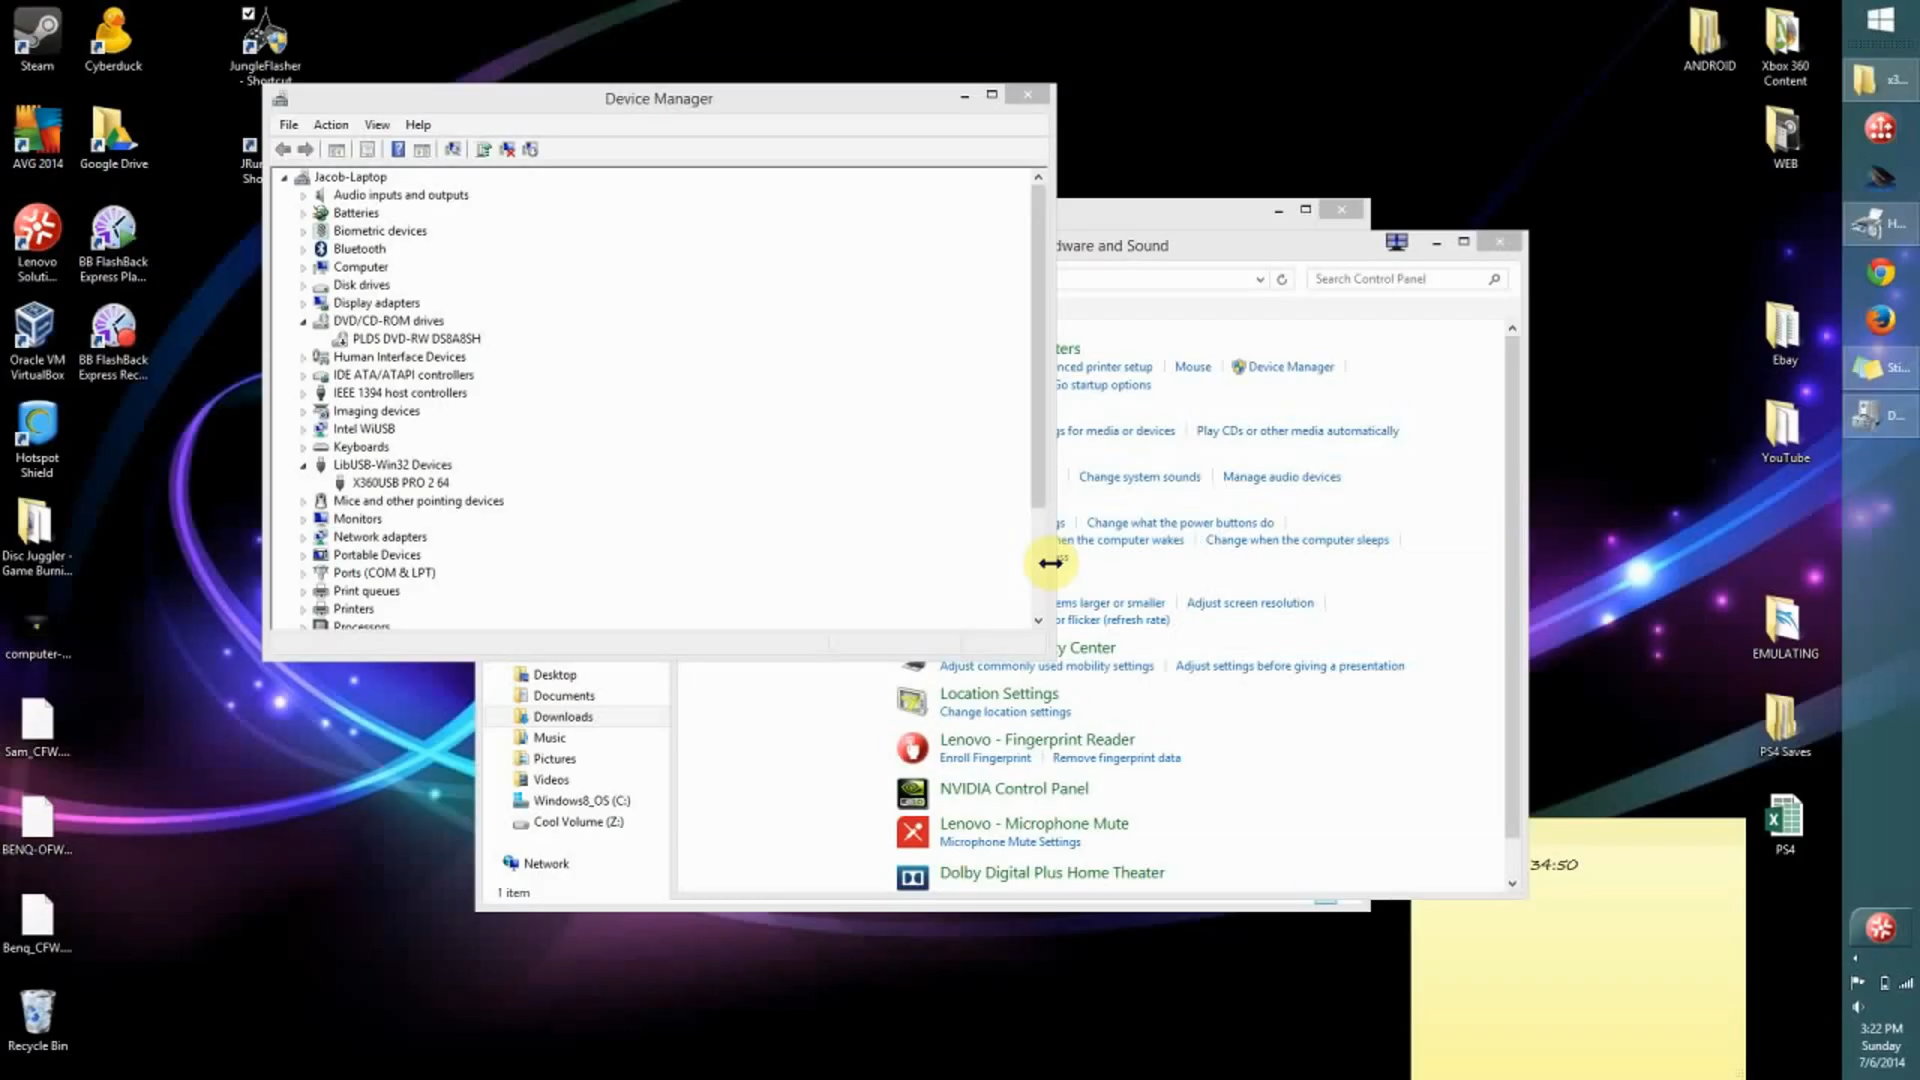 Steam
Cyberduck
JungleFlasher
- Shortcut
AVG 2014
Google Drive
JRun
Sho
Lenovo
Soluti...
BB FlashBack
Express Pla...
Oracle VM
VirtualBox
BB FlashBack
Express Rec...
Hotspot
Shield
Disc Juggler -
Game Burni...
computer-...
Sam_CFW....
BENQ-OFW...
Benq_CFW....
Recycle Bin
Device Manager
File Action View Help
Jacob-Laptop
Audio inputs and outputs
Batteries
Biometric devices
Bluetooth
Computer
Disk drives
Display adapters
DVD/CD-ROM drives
PLDS DVD-RW DS8A8SH
Human Interface Devices
IDE ATA/ATAPI controllers
IEEE 1394 host controllers
Imaging devices
Intel WiUSB
Keyboards
LibUSB-Win32 Devices
X360USB PRO 2 64
Mice and other pointing devices
Monitors
Network adapters
Portable Devices
Ports (COM & LPT)
Print queues
Printers
Processors
dware and Sound
Search Control Panel
ters
nced printer setup Mouse Device Manager
Go startup options
gs for media or devices Play CDs or other media automatically
Change system sounds Manage audio devices
gs Change what the power buttons do
en the computer wakes Change when the computer sleeps
ems larger or smaller Adjust screen resolution
or flicker (refresh rate)
y Center
Adjust commonly used mobility settings Adjust settings before giving a presentation
Location Settings
Change location settings
Lenovo - Fingerprint Reader
Enroll Fingerprint Remove fingerprint data
NVIDIA Control Panel
Lenovo - Microphone Mute
Microphone Mute Settings
Dolby Digital Plus Home Theater
Desktop
Documents
Downloads
Music
Pictures
Videos
Windows8_OS (C:)
Cool Volume (Z:)
Network
1 item
34:50
ANDROID
Xbox 360
Content
WEB
Ebay
YouTube
EMULATING
PS4 Saves
PS4
x3...
H...
Sti...
D...
3:22 PM
Sunday
7/6/2014